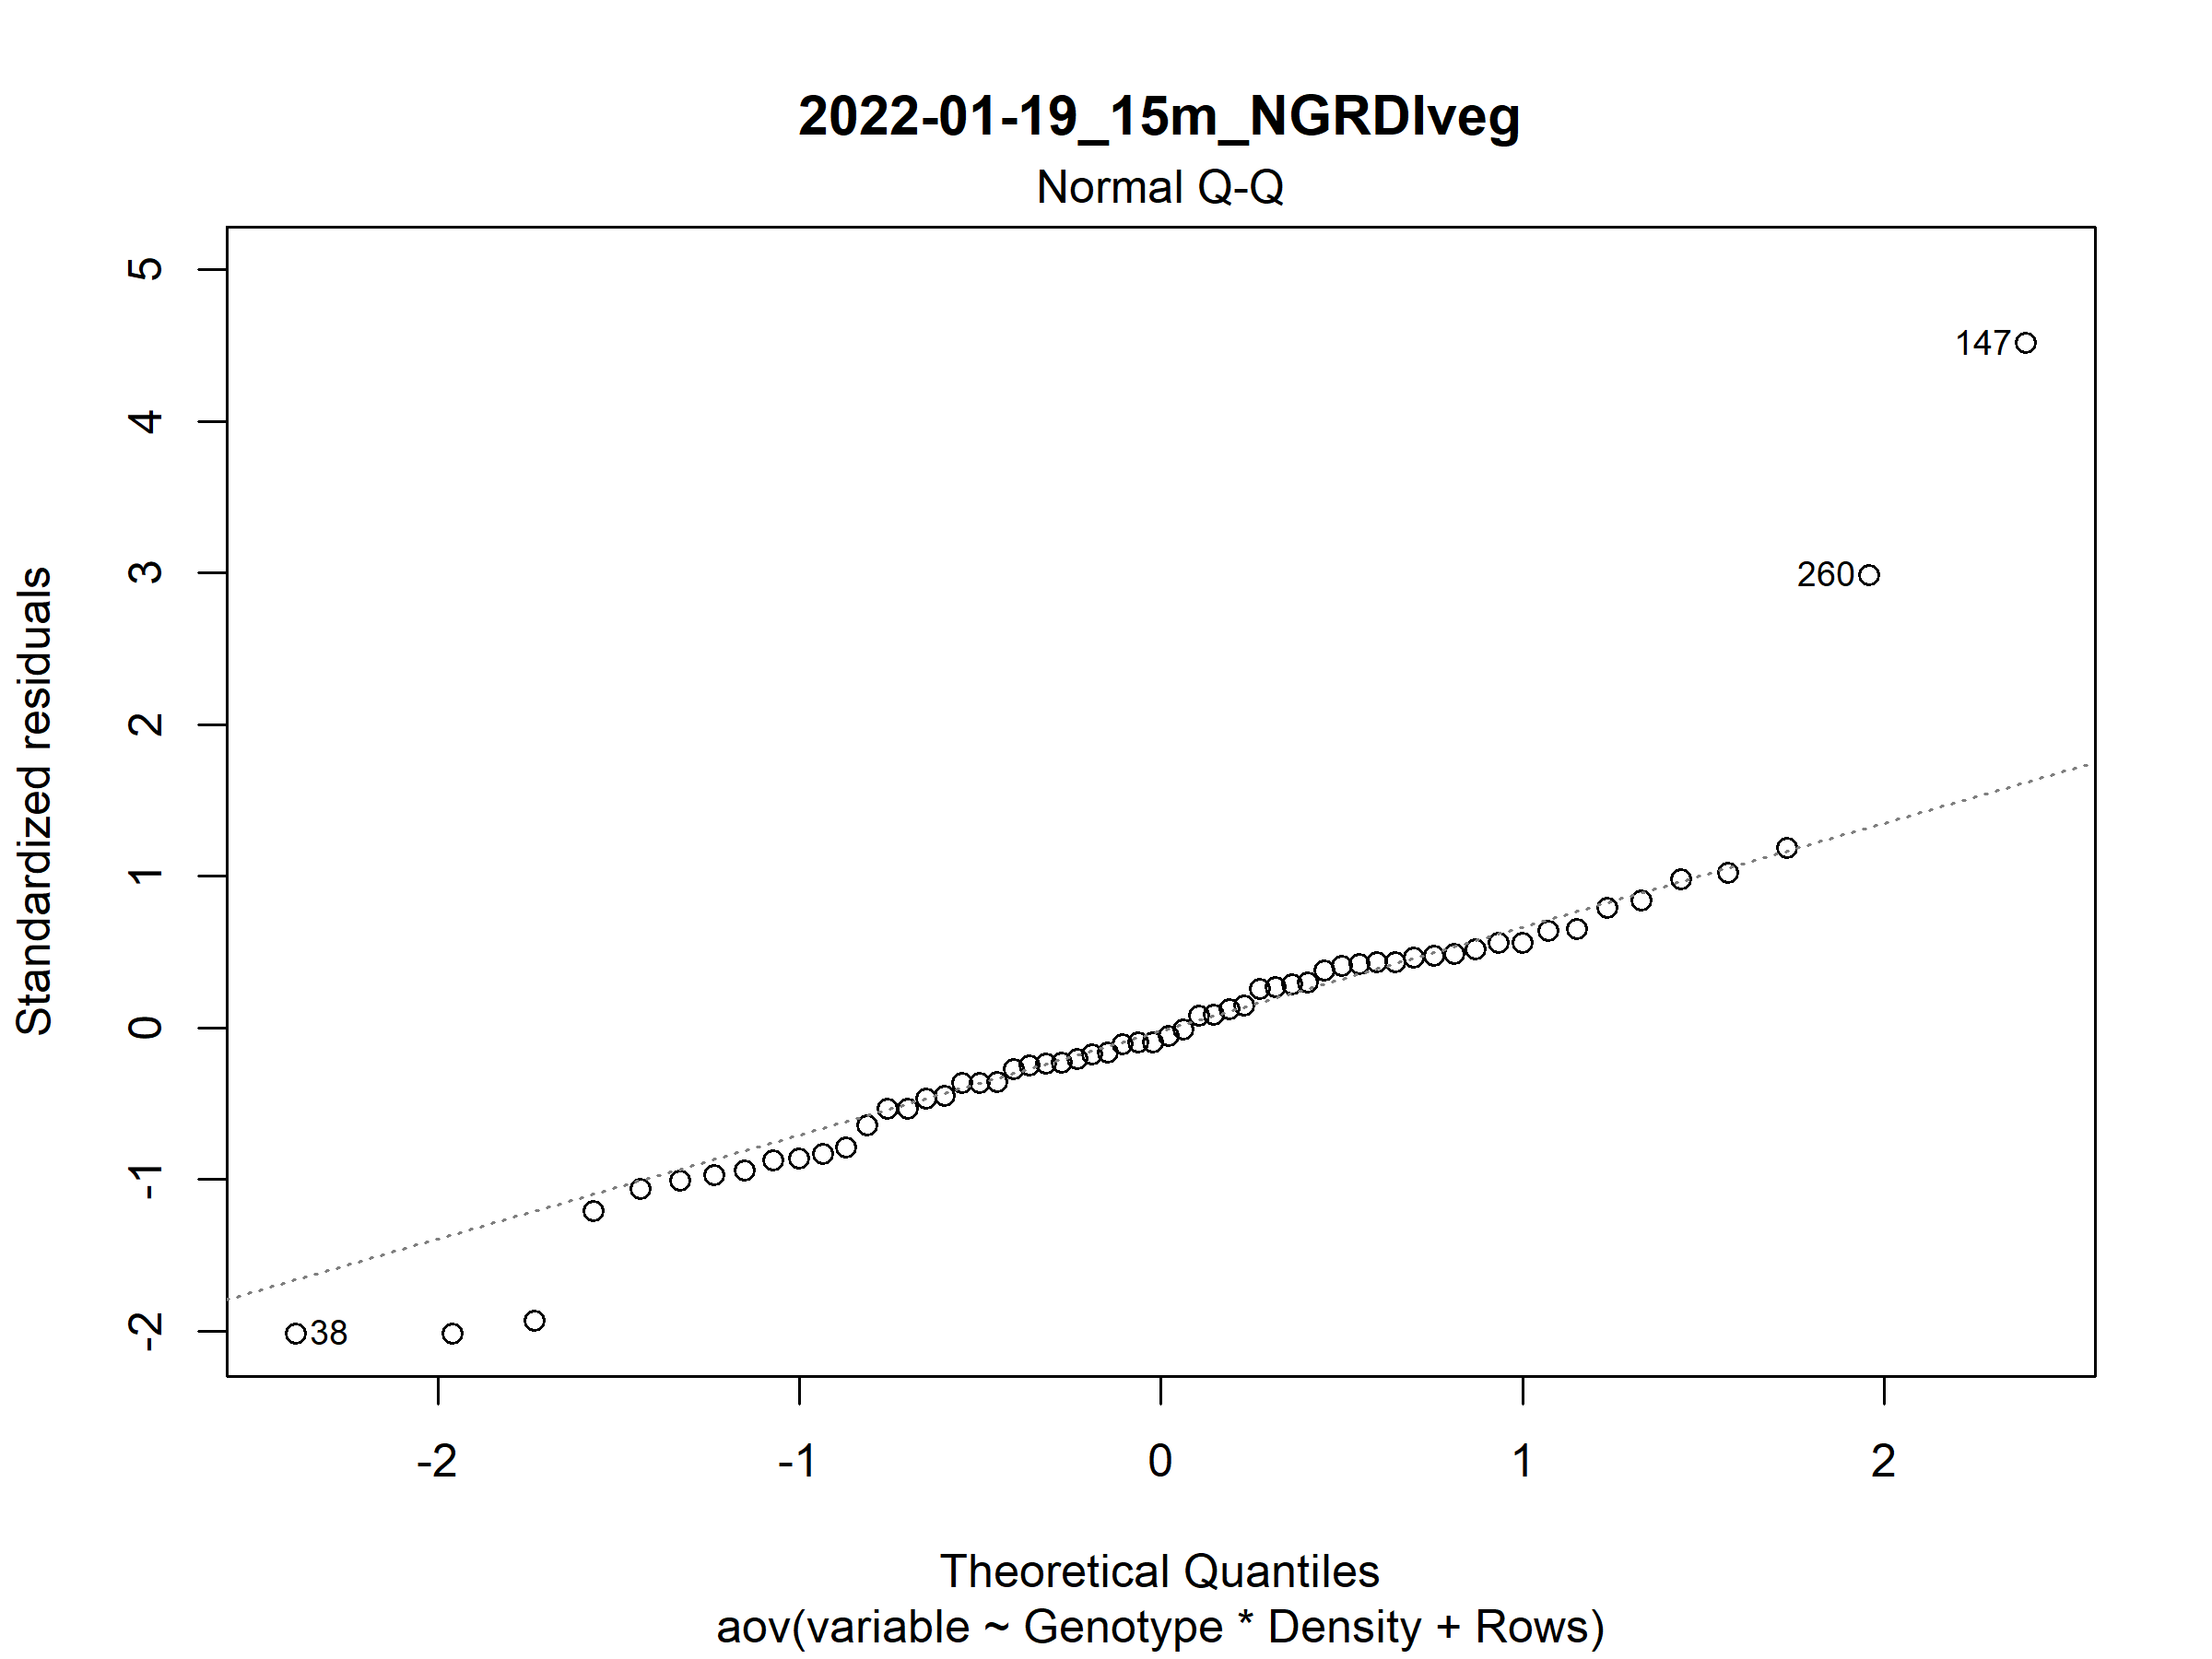 2022-01-19_15m_NGRDIveg
Normal Q-Q
Standardized residuals
5
4
3
2
1
0
-1
-2
147
260
38
-2 -1 0 1 2
Theoretical Quantiles
aov(variable ~ Genotype * Density + Rows)